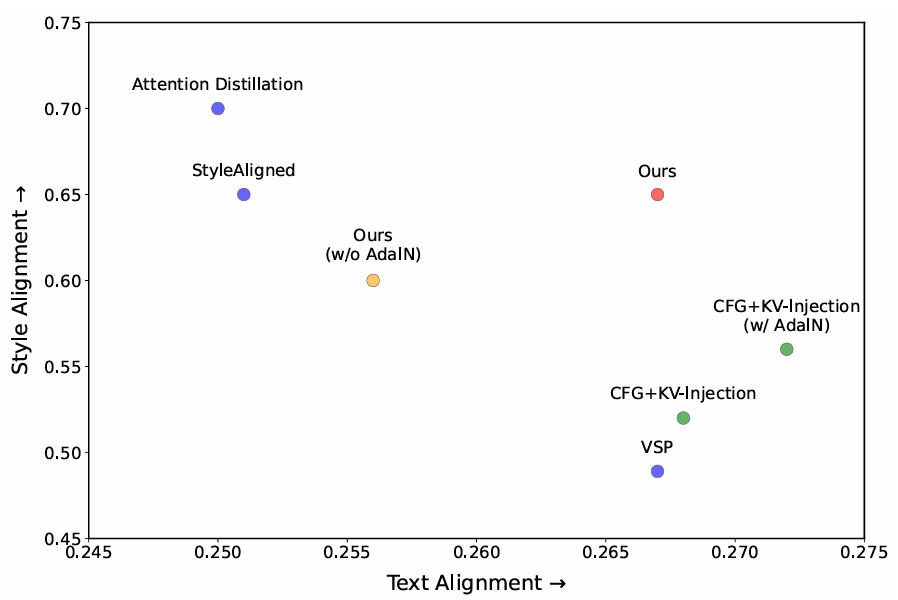 0.75
Attention Distillation
0.70
StyleAligned
Ours
0.65
Ours
(w/o AdaIN)
0.60
CFG+KV-Injection
(w/ AdaIN)
0.55
CFG+KV-Injection
VSP
0.50
0.45
Style Alignment →
0.245 0.250 0.255 0.260 0.265 0.270 0.275
Text Alignment →